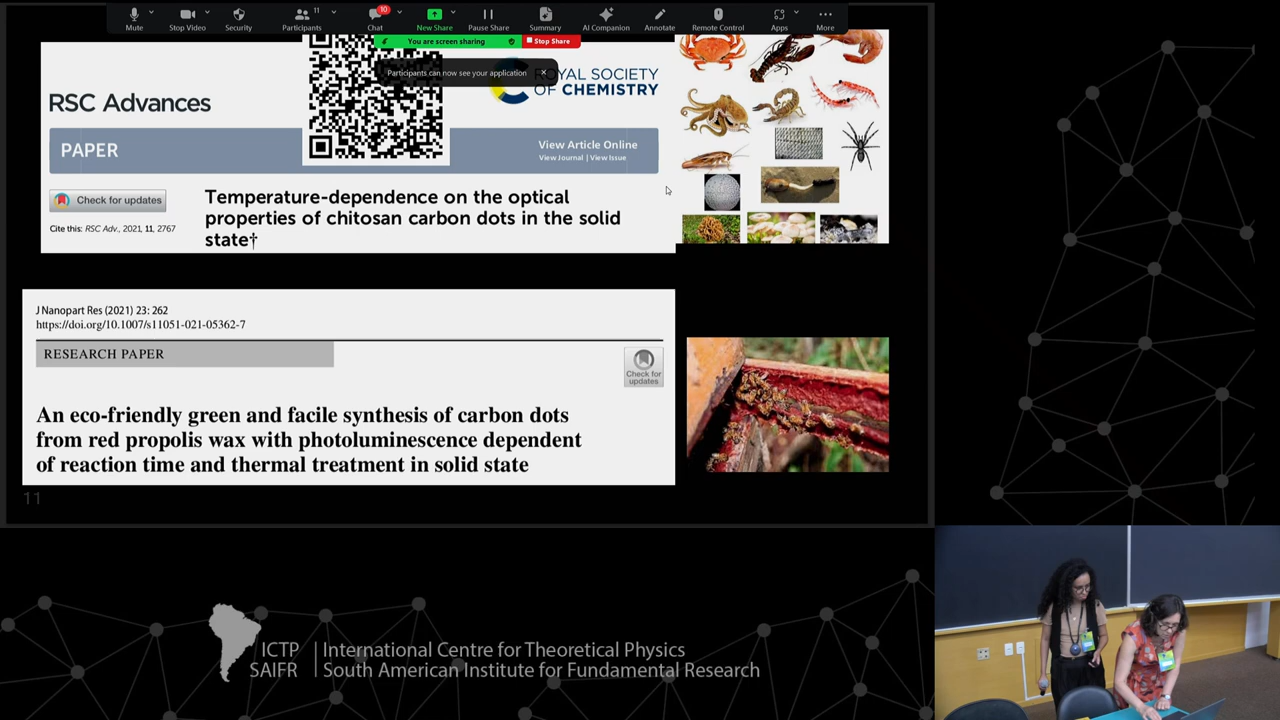 Mute
Stop Video
Security
11
Participants
10
Chat
New Share
Pause Share
Summary
AI Companion
Annotate
Remote Control
Apps
More
You are screen sharing
Stop Share
Participants can now see your application
RSC Advances
OYAL SOCIETY
OF CHEMISTRY
PAPER
View Article Online
View Journal | View Issue
Check for updates
Cite this: RSC Adv., 2021, 11, 2767
Temperature-dependence on the optical
properties of chitosan carbon dots in the solid
state†
J Nanopart Res (2021) 23: 262
https://doi.org/10.1007/s11051-021-05362-7
RESEARCH PAPER
Check for
updates
An eco-friendly green and facile synthesis of carbon dots
from red propolis wax with photoluminescence dependent
of reaction time and thermal treatment in solid state
11
ICTP
SAIFR
International Centre for Theoretical Physics
South American Institute for Fundamental Research